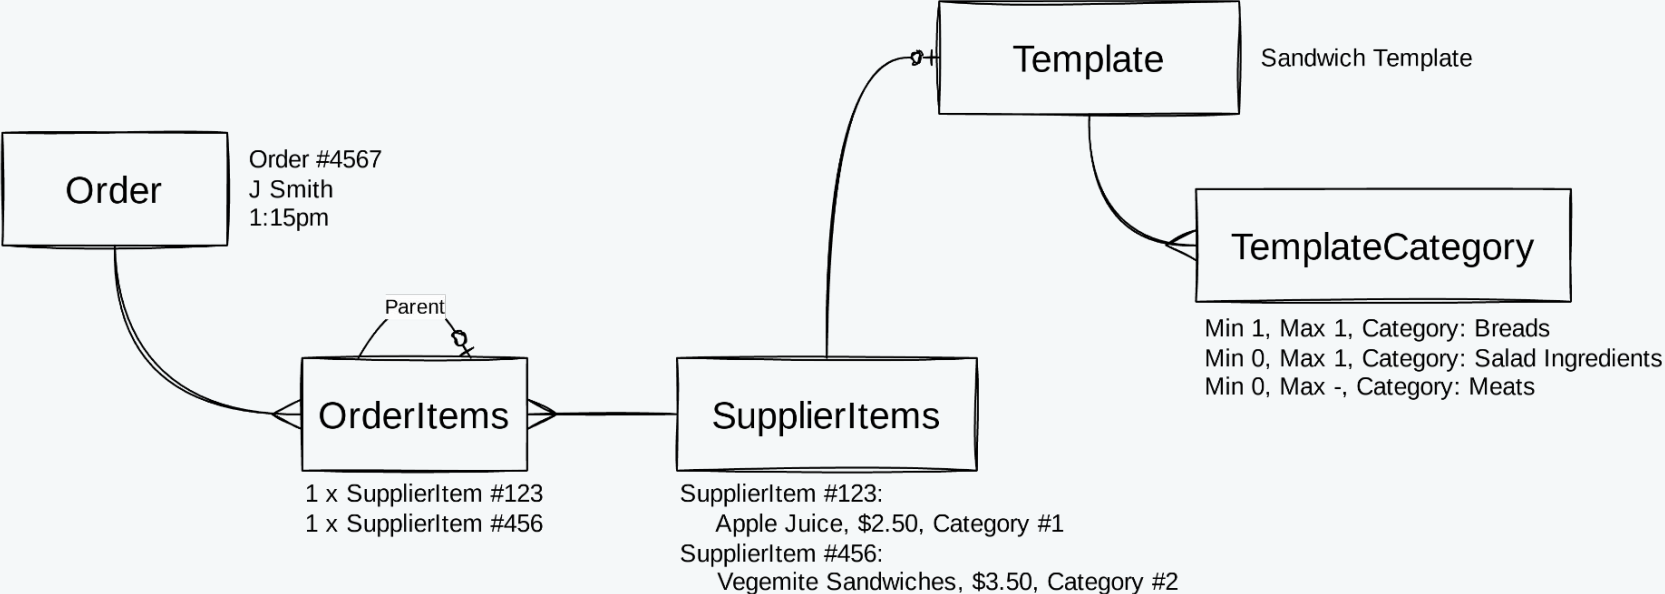 Template
Sandwich Template
Order
Order #4567
J Smith
1:15pm
TemplateCategory
Min 1, Max 1, Category: Breads
Min 0, Max 1, Category: Salad Ingredients
Min 0, Max -, Category: Meats
Parent
OrderItems
1 x SupplierItem #123
1 x SupplierItem #456
SupplierItems
SupplierItem #123:
Apple Juice, $2.50, Category #1
SupplierItem #456:
Vegemite Sandwiches, $3.50, Category #2